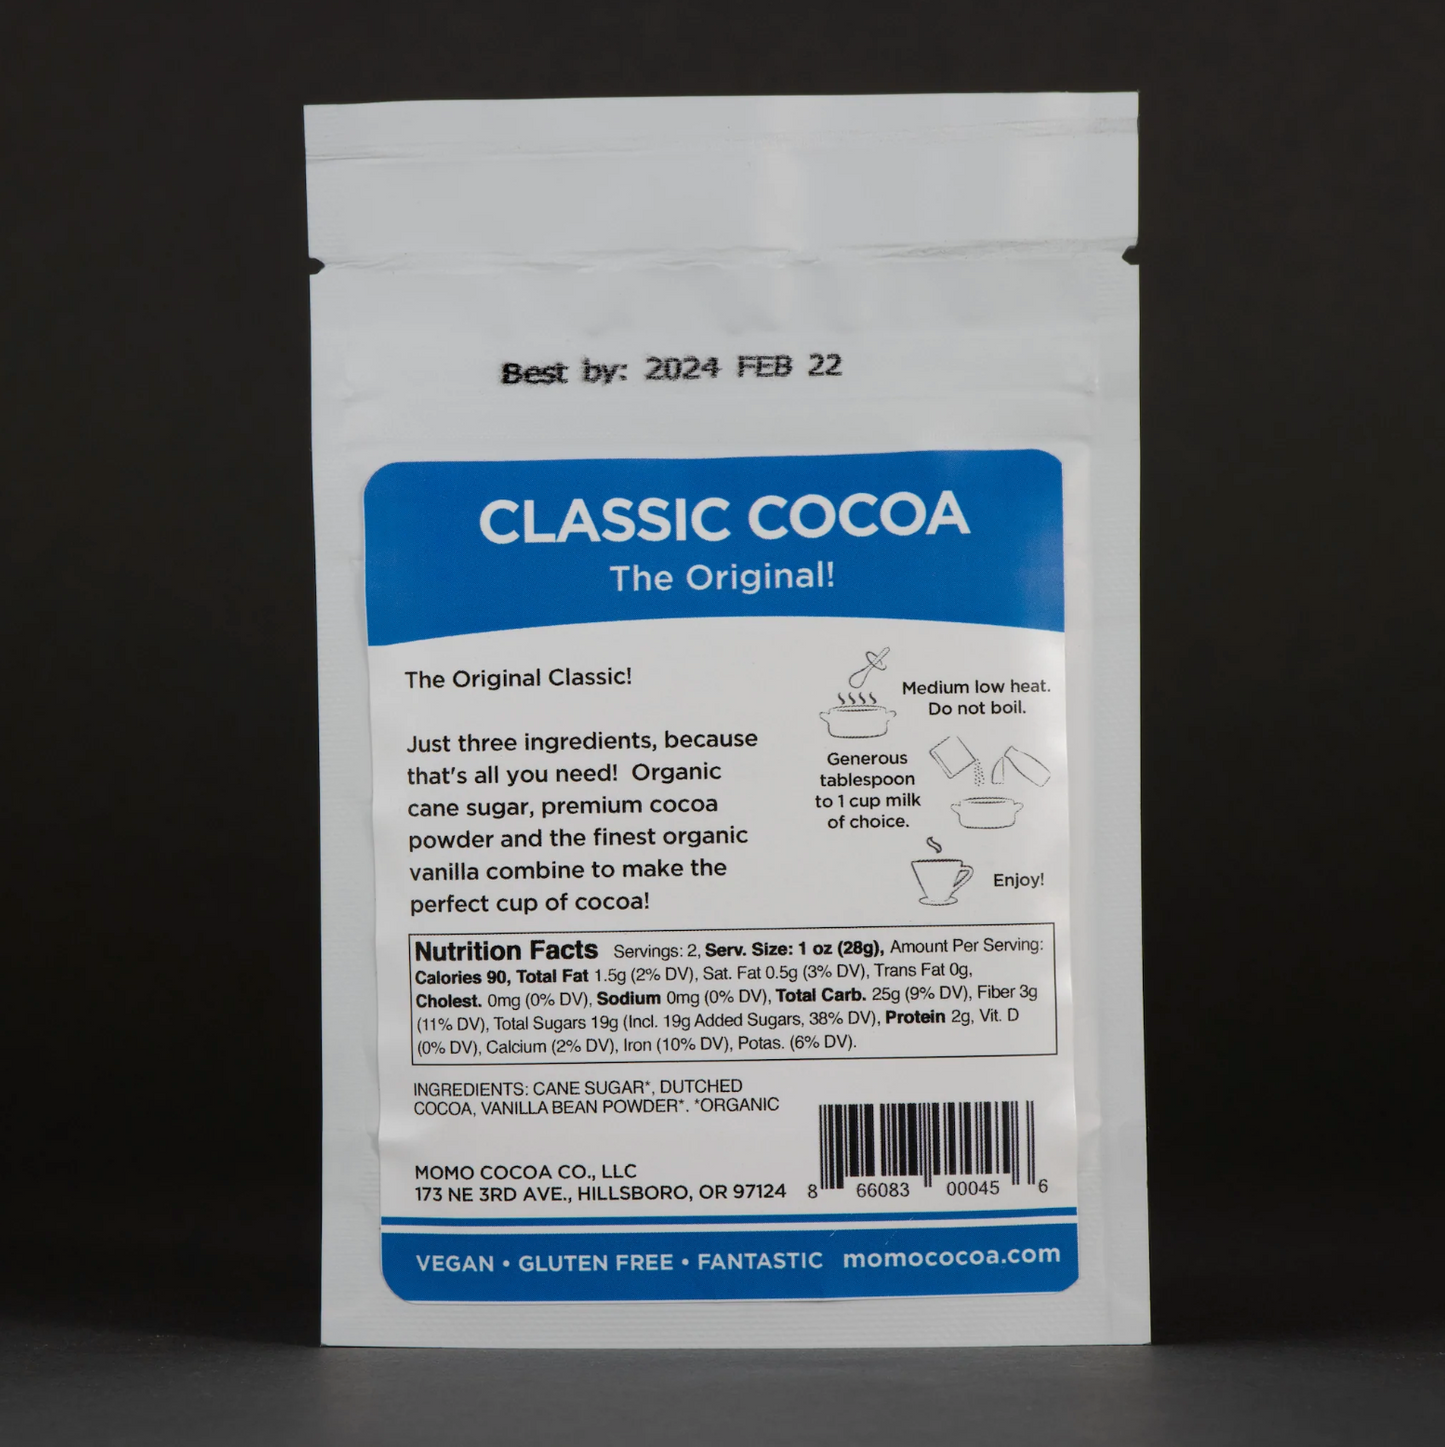 Best by: 2024 FEB 22
CLASSIC COCOA
The Original!
The Original Classic!
Just three ingredients, because
that's all you need! Organic
cane sugar, premium cocoa
powder and the finest organic
vanilla combine to make the
perfect cup of cocoa!
Medium low heat.
Do not boil.
Generous
tablespoon
to 1 cup milk
of choice.
Enjoy!
Nutrition Facts Servings: 2, Serv. Size: 1 oz (28g), Amount Per Serving:
Calories 90, Total Fat 1.5g (2% DV), Sat. Fat 0.5g (3% DV), Trans Fat 0g,
Cholest. 0mg (0% DV), Sodium 0mg (0% DV), Total Carb. 25g (9% DV), Fiber 3g
(11% DV), Total Sugars 19g (Incl. 19g Added Sugars, 38% DV), Protein 2g, Vit. D
(0% DV), Calcium (2% DV), Iron (10% DV), Potas. (6% DV).
INGREDIENTS: CANE SUGAR*, DUTCHED
COCOA, VANILLA BEAN POWDER*. *ORGANIC
MOMO COCOA CO., LLC
173 NE 3RD AVE., HILLSBORO, OR 97124
8 66083 00045 6
VEGAN • GLUTEN FREE • FANTASTIC momococoa.com